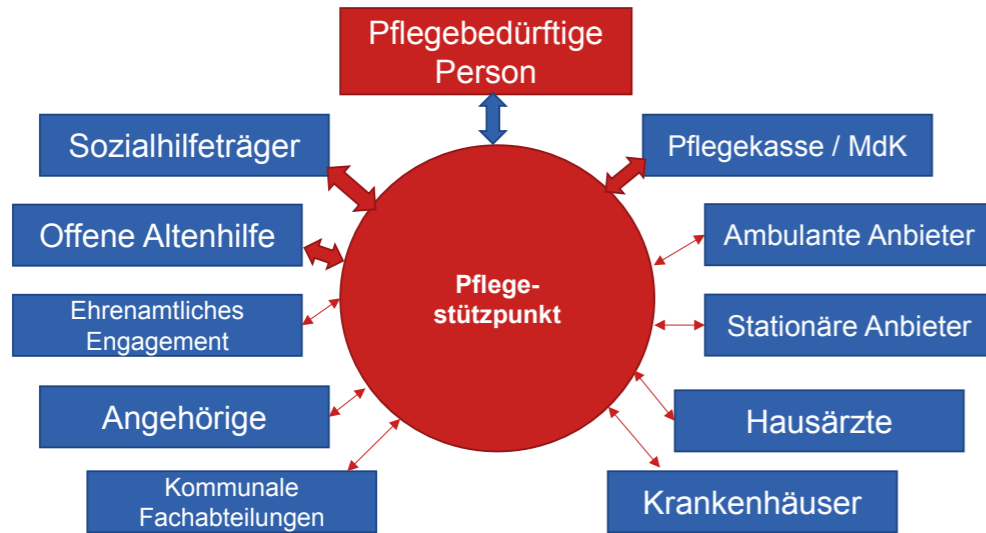 Pflegebedürftige
Person
Sozialhilfeträger
Pflegekasse / MdK
Offene Altenhilfe
Ambulante Anbieter
Pflege-
stützpunkt
Ehrenamtliches
Engagement
Stationäre Anbieter
Angehörige
Hausärzte
Kommunale
Fachabteilungen
Krankenhäuser